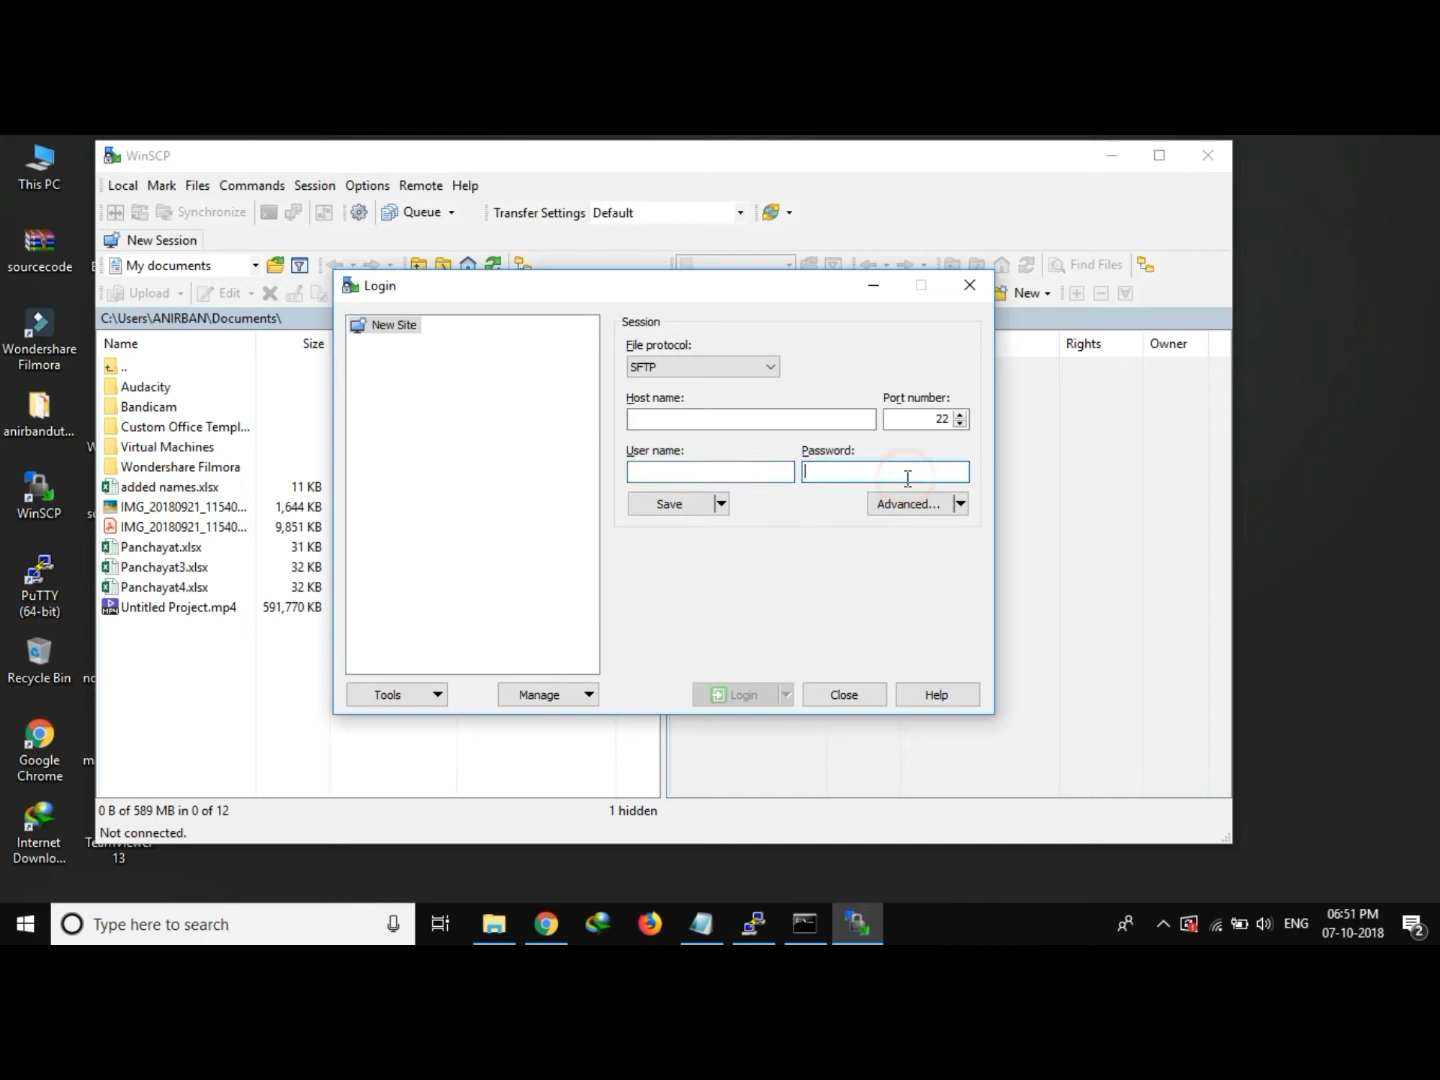 This PC
sourcecode
Wondershare
Filmora
anirbandut...
WinSCP
PuTTY
(64-bit)
Recycle Bin
Google
Chrome
Internet
Downlo...
13
WinSCP
Local Mark Files Commands Session Options Remote Help
Synchronize Queue Transfer Settings Default
New Session
My documents Find Files
Upload Edit New
C:\Users\ANIRBAN\Documents\
Name Size Rights Owner
..
Audacity
Bandicam
Custom Office Templ...
Virtual Machines
Wondershare Filmora
added names.xlsx 11 KB
IMG_20180921_11540... 1,644 KB
IMG_20180921_11540... 9,851 KB
Panchayat.xlsx 31 KB
Panchayat3.xlsx 32 KB
Panchayat4.xlsx 32 KB
Untitled Project.mp4 591,770 KB
0 B of 589 MB in 0 of 12 1 hidden
Not connected.
Login
New Site
Session
File protocol:
SFTP
Host name: Port number:
22
User name: Password:
Save Advanced...
Tools Manage Login Close Help
Type here to search
ENG
06:51 PM
07-10-2018
2